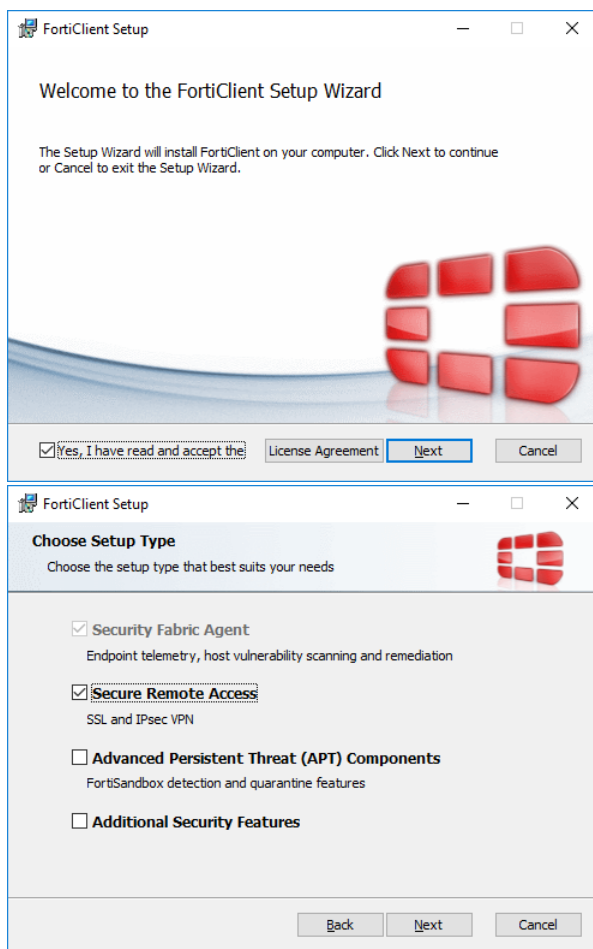 FortiClient Setup
Welcome to the FortiClient Setup Wizard
The Setup Wizard will install FortiClient on your computer. Click Next to continue
or Cancel to exit the Setup Wizard.
Yes, I have read and accept the License Agreement Next Cancel
FortiClient Setup
Choose Setup Type
Choose the setup type that best suits your needs
Security Fabric Agent
Endpoint telemetry, host vulnerability scanning and remediation
Secure Remote Access
SSL and IPsec VPN
Advanced Persistent Threat (APT) Components
FortiSandbox detection and quarantine features
Additional Security Features
Back Next Cancel